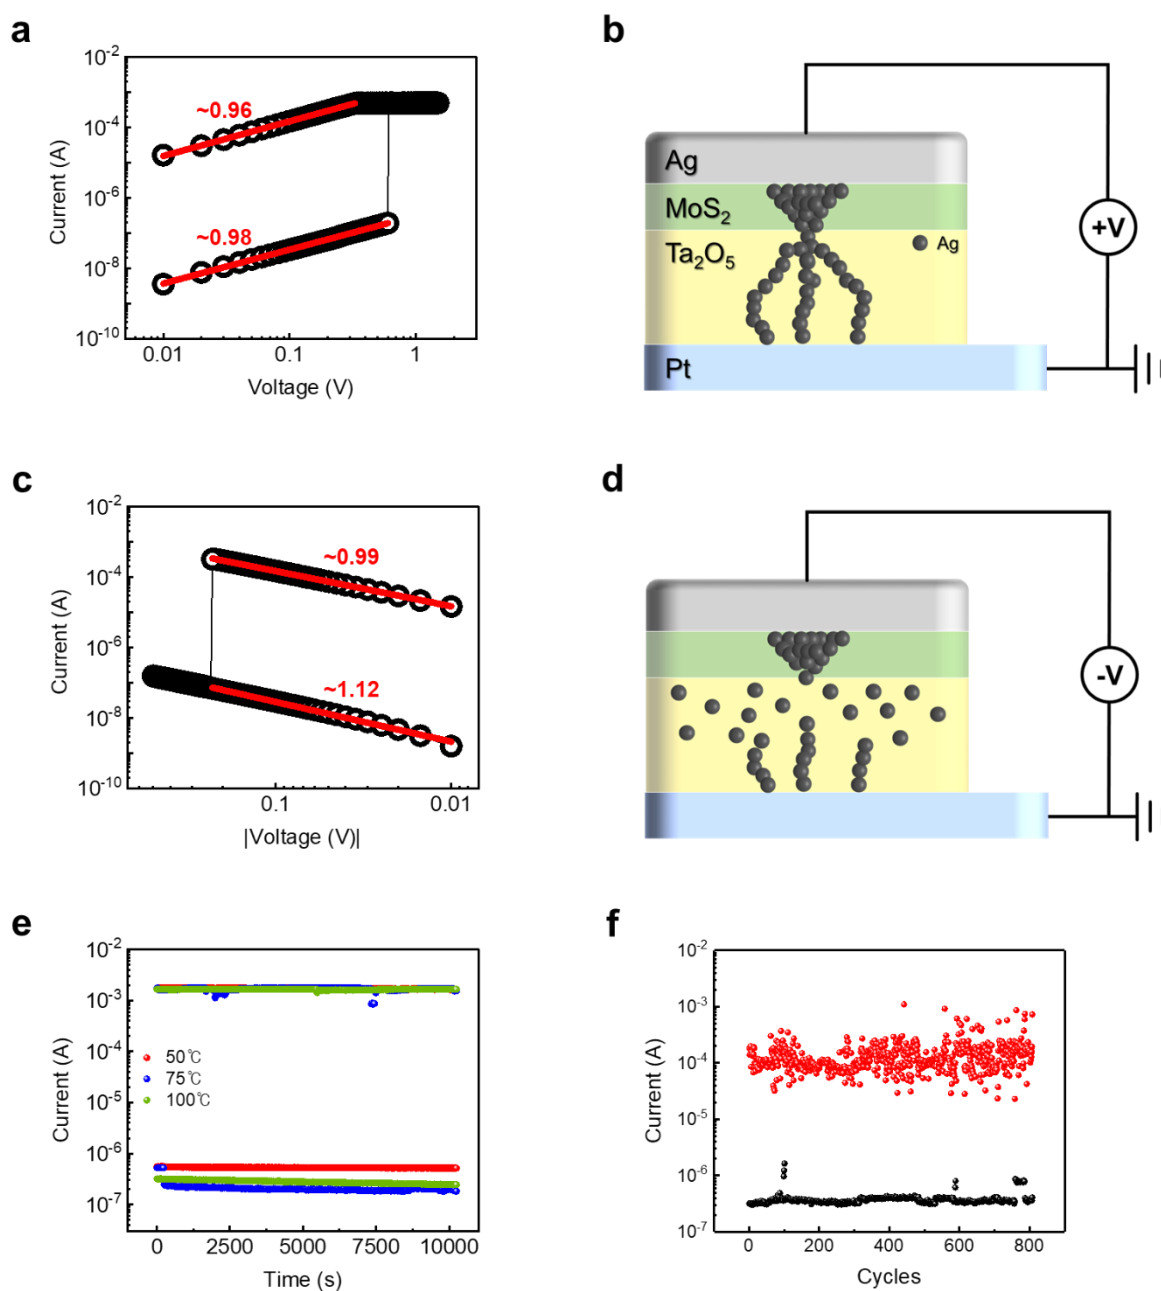 a
10-2
10-4
10-6
10-8
10-10
Current (A)
~0.96
~0.98
0.01
0.1
1
Voltage (V)
b
Ag
MoS2
Ta2O5
Ag
Pt
+V
c
10-2
10-4
10-6
10-8
10-10
Current (A)
~0.99
~1.12
0.1
0.01
|Voltage (V)|
d
-V
e
10-2
10-3
10-4
10-5
10-6
10-7
Current (A)
50℃
75℃
100℃
0
2500
5000
7500
10000
Time (s)
f
10-2
10-3
10-4
10-5
10-6
10-7
Current (A)
0
200
400
600
800
Cycles